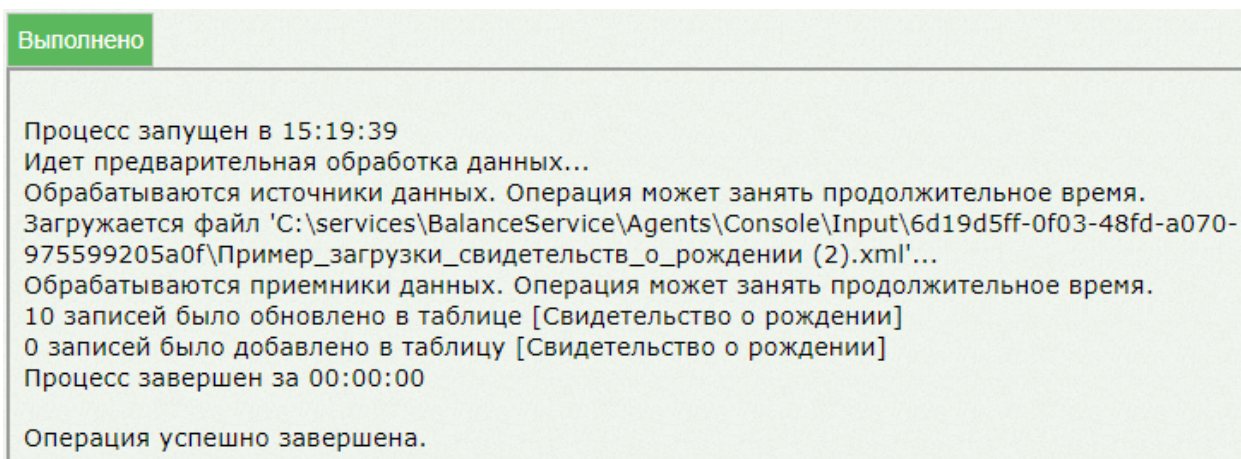 Выполнено
Процесс запущен в 15:19:39
Идет предварительная обработка данных...
Обрабатываются источники данных. Операция может занять продолжительное время.
Загружается файл 'C:\services\BalanceService\Agents\Console\Input\6d19d5ff-0f03-48fd-a070-
975599205a0f\Пример_загрузки_свидетельств_о_рождении (2).xml'...
Обрабатываются приемники данных. Операция может занять продолжительное время.
10 записей было обновлено в таблице [Свидетельство о рождении]
0 записей было добавлено в таблицу [Свидетельство о рождении]
Процесс завершен за 00:00:00
Операция успешно завершена.